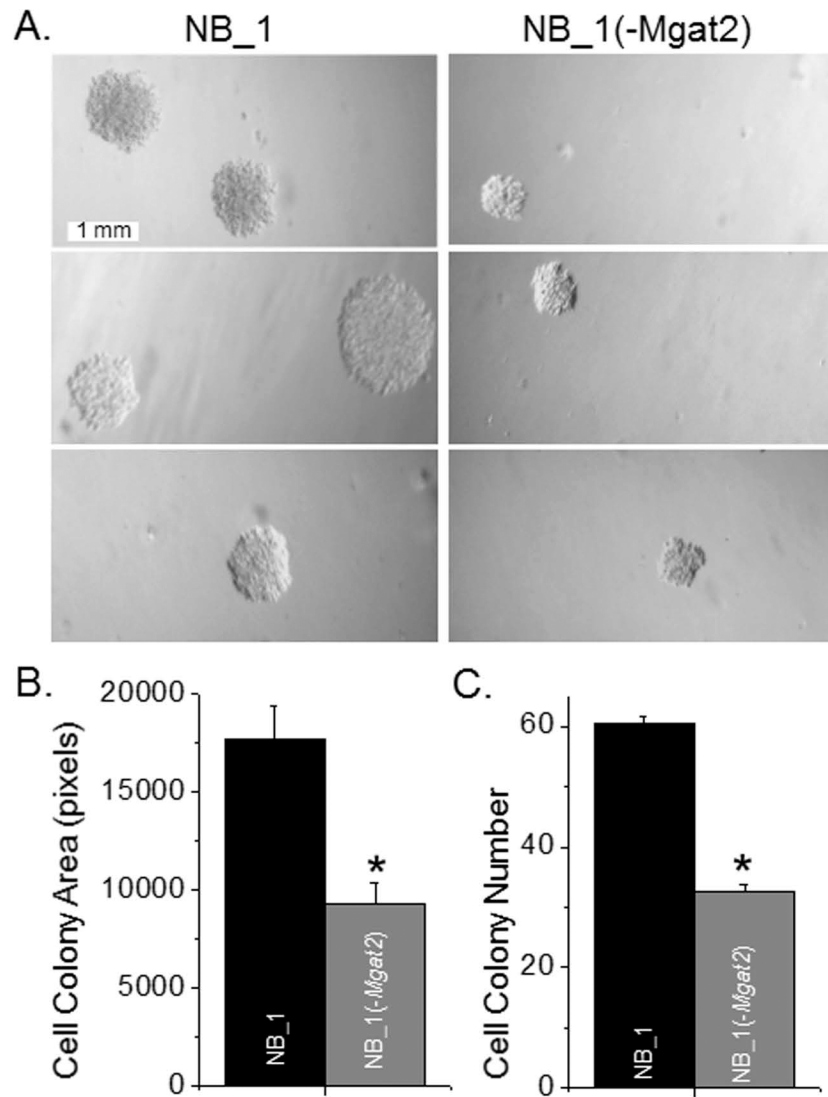 A.
NB_1
NB_1(-Mgat2)
1 mm
B.
Cell Colony Area (pixels)
20000
15000
10000
5000
0
NB_1
*
NB_1(-Mgat2)
C.
Cell Colony Number
60
40
20
0
NB_1
*
NB_1(-Mgat2)